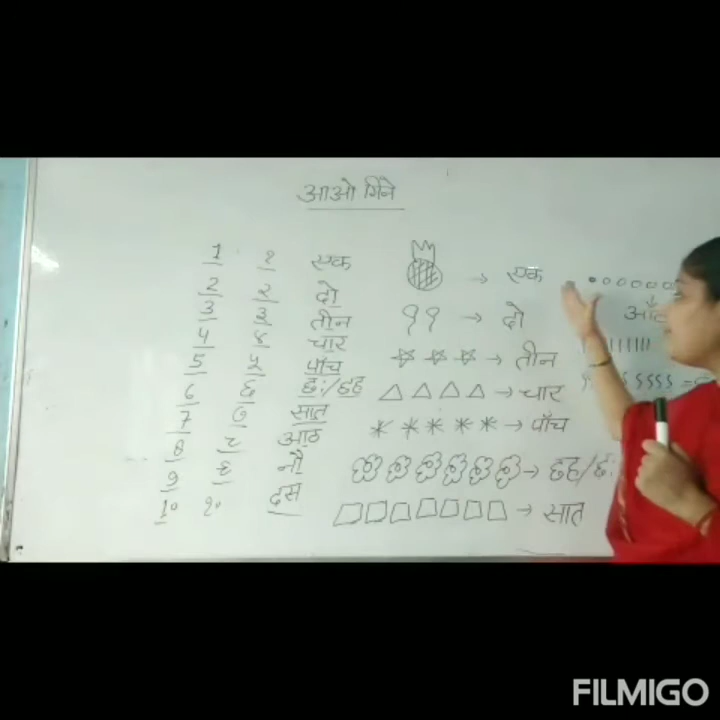 आओ गिने
1 १ एक → एक
2 २ दो → दो
3 ३ तीन → तीन
4 ४ चार → चार
5 ५ पाँच → पाँच
6 ६ छः/छह → छह/छः
7 ७ सात → सात
8 ८ आठ
9 ९ नौ
10 १० दस
FILMIGO